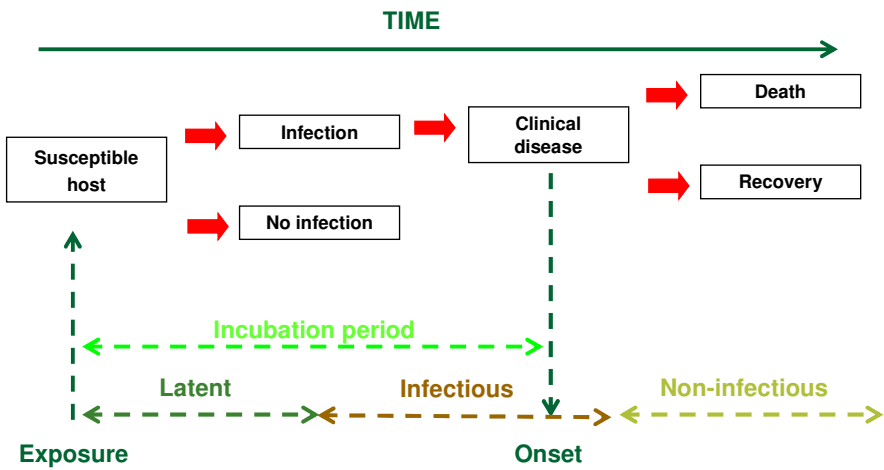 TIME
Death
Infection
Clinical
disease
Susceptible
host
Recovery
No infection
Incubation period
Latent
Infectious
Non-infectious
Exposure
Onset